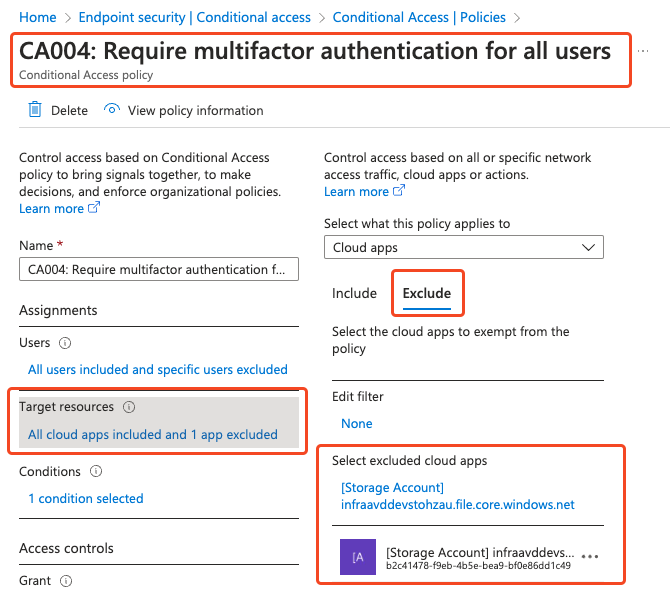 Home > Endpoint security | Conditional access > Conditional Access | Policies >
CA004: Require multifactor authentication for all users ...
Conditional Access policy
Delete View policy information
Control access based on Conditional Access
policy to bring signals together, to make
decisions, and enforce organizational policies.
Learn more
Name *
CA004: Require multifactor authentication f...
Assignments
Users
All users included and specific users excluded
Target resources
All cloud apps included and 1 app excluded
Conditions
1 condition selected
Access controls
Grant
Control access based on all or specific network
access traffic, cloud apps or actions.
Learn more
Select what this policy applies to
Cloud apps
Include Exclude
Select the cloud apps to exempt from the
policy
Edit filter
None
Select excluded cloud apps
[Storage Account]
infraavddevstohzau.file.core.windows.net
[A
[Storage Account] infraavddevs... ...
b2c41478-f9eb-4b5e-bea9-bf0e86dd1c49